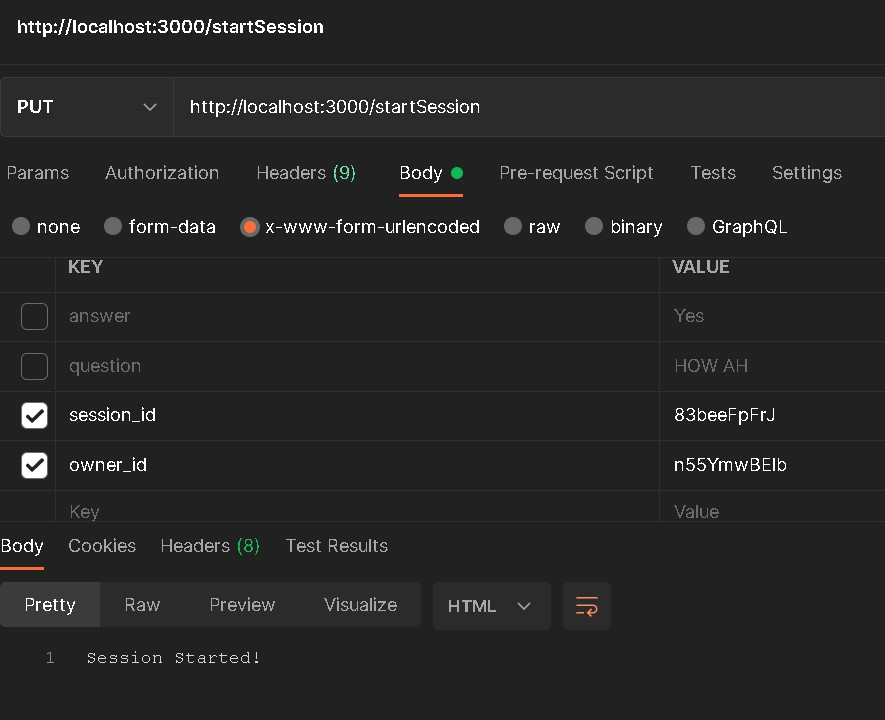 http://localhost:3000/startSession
PUT http://localhost:3000/startSession
Params Authorization Headers (9) Body Pre-request Script Tests Settings
none form-data x-www-form-urlencoded raw binary GraphQL
KEY VALUE
answer Yes
question HOW AH
session_id 83beeFpFrJ
owner_id n55YmwBElb
Key Value
Body Cookies Headers (8) Test Results
Pretty Raw Preview Visualize HTML
1 Session Started!